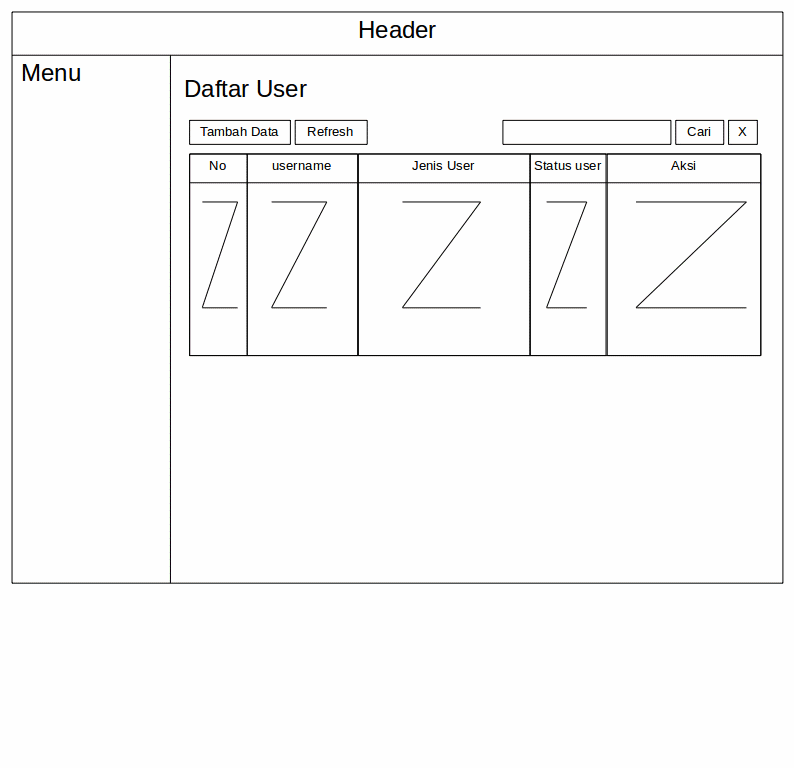 Header
Menu
Daftar User
Tambah Data Refresh Cari X
No username Jenis User Status user Aksi